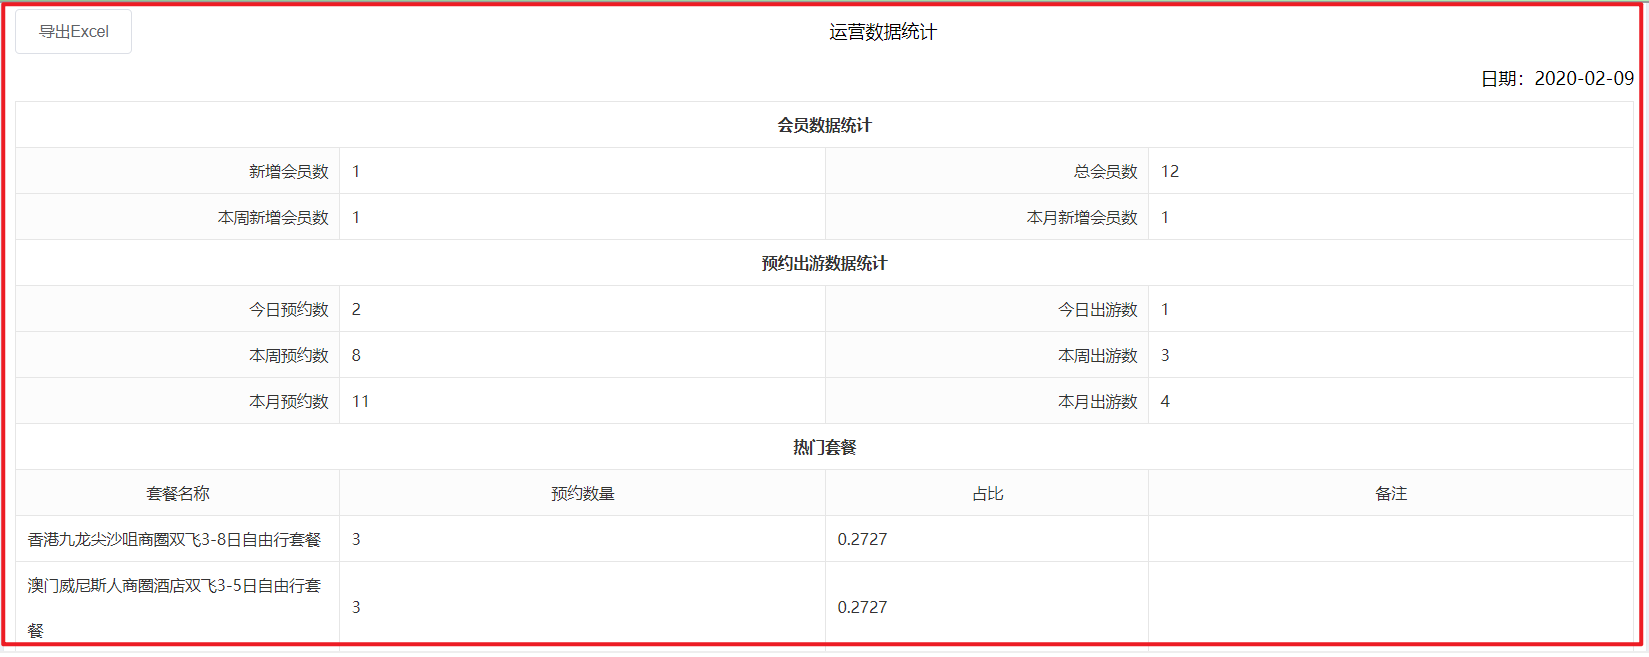 导出Excel
运营数据统计
日期：2020-02-09
会员数据统计
新增会员数 1 总会员数 12
本周新增会员数 1 本月新增会员数 1
预约出游数据统计
今日预约数 2 今日出游数 1
本周预约数 8 本周出游数 3
本月预约数 11 本月出游数 4
热门套餐
套餐名称 预约数量 占比 备注
香港九龙尖沙咀商圈双飞3-8日自由行套餐 3 0.2727
澳门威尼斯人商圈酒店双飞3-5日自由行套
餐 3 0.2727